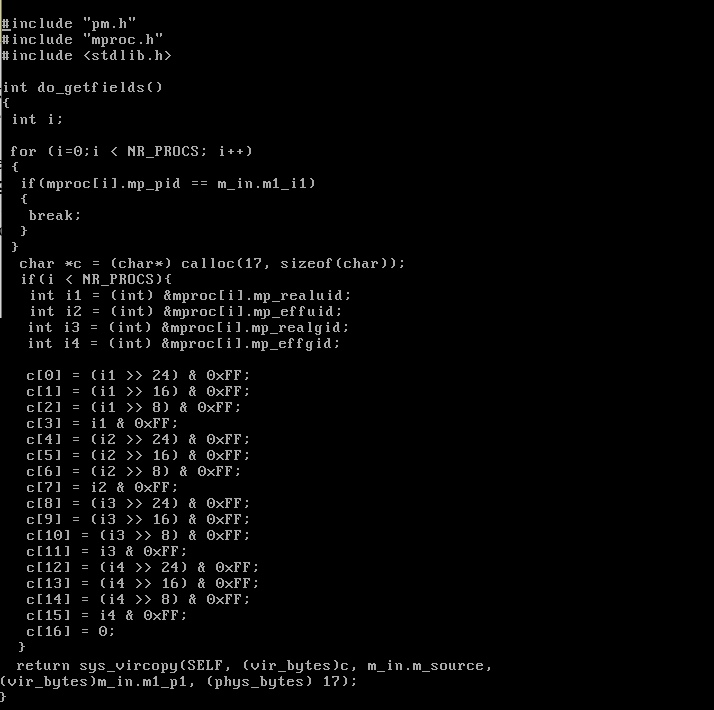 #include "pm.h"
#include "mproc.h"
#include <stdlib.h>
int do_getfields()
{
int i;
for (i=0;i < NR_PROCS; i++)
{
if(mproc[i].mp_pid == m_in.m1_i1)
{
break;
}
}
char *c = (char*) calloc(17, sizeof(char));
if(i < NR_PROCS){
int i1 = (int) &mproc[i].mp_realuid;
int i2 = (int) &mproc[i].mp_effuid;
int i3 = (int) &mproc[i].mp_realgid;
int i4 = (int) &mproc[i].mp_effgid;
c[0] = (i1 >> 24) & 0xFF;
c[1] = (i1 >> 16) & 0xFF;
c[2] = (i1 >> 8) & 0xFF;
c[3] = i1 & 0xFF;
c[4] = (i2 >> 24) & 0xFF;
c[5] = (i2 >> 16) & 0xFF;
c[6] = (i2 >> 8) & 0xFF;
c[7] = i2 & 0xFF;
c[8] = (i3 >> 24) & 0xFF;
c[9] = (i3 >> 16) & 0xFF;
c[10] = (i3 >> 8) & 0xFF;
c[11] = i3 & 0xFF;
c[12] = (i4 >> 24) & 0xFF;
c[13] = (i4 >> 16) & 0xFF;
c[14] = (i4 >> 8) & 0xFF;
c[15] = i4 & 0xFF;
c[16] = 0;
}
return sys_vircopy(SELF, (vir_bytes)c, m_in.m_source,
(vir_bytes)m_in.m1_p1, (phys_bytes) 17);
}